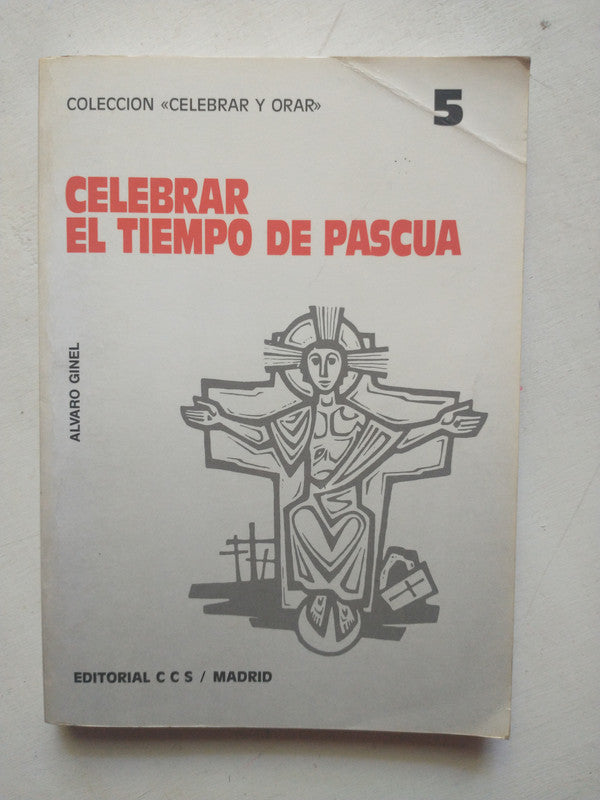 COLECCION «CELEBRAR Y ORAR»
5
CELEBRAR
EL TIEMPO DE PASCUA
ALVARO GINEL
EDITORIAL C C S / MADRID